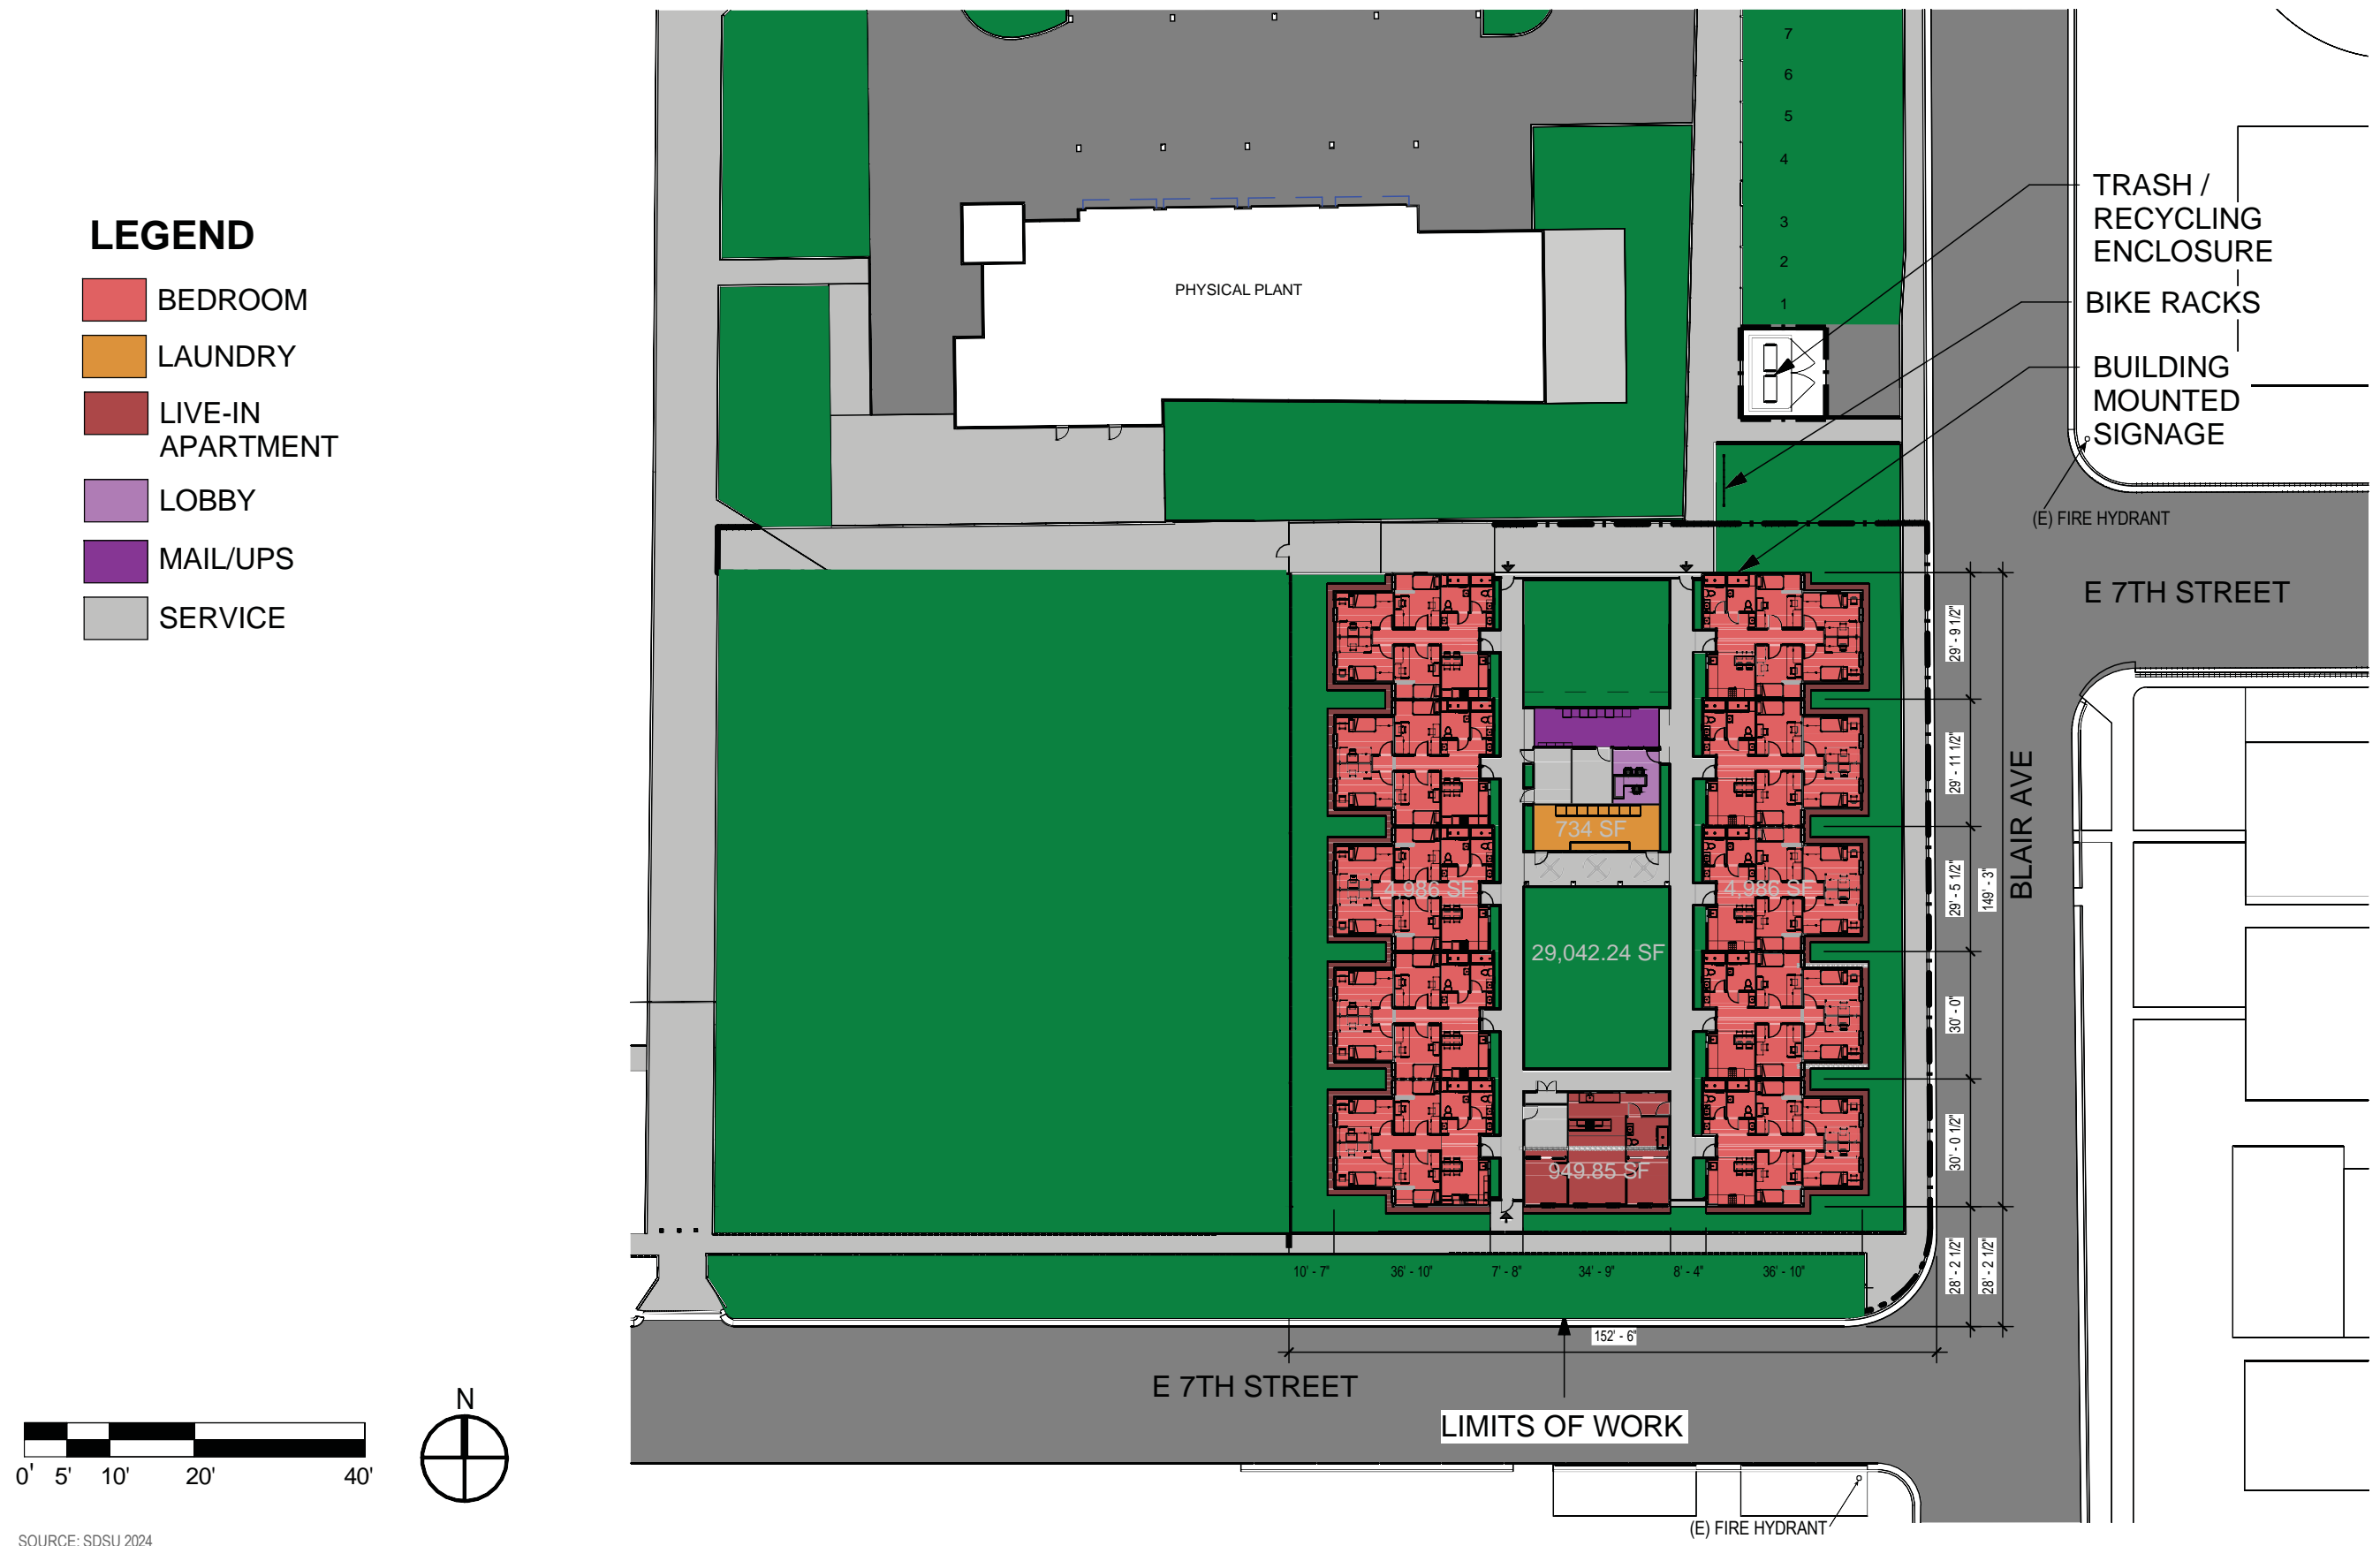 LEGEND
BEDROOM
LAUNDRY
LIVE-IN
APARTMENT
LOBBY
MAIL/UPS
SERVICE
7
6
5
4
3
2
1
PHYSICAL PLANT
TRASH /
RECYCLING
ENCLOSURE
BIKE RACKS
BUILDING
MOUNTED
SIGNAGE
(E) FIRE HYDRANT
E 7TH STREET
BLAIR AVE
29' - 9 1/2"
29' - 11 1/2"
29' - 5 1/2"
149' - 3"
30' - 0"
30' - 0 1/2"
28' - 2 1/2"
28' - 2 1/2"
734 SF
4,986 SF
4,986 SF
29,042.24 SF
949.85 SF
10' - 7"
36' - 10"
7' - 8"
34' - 9"
8' - 4"
36' - 10"
152' - 6"
E 7TH STREET
LIMITS OF WORK
(E) FIRE HYDRANT
N
0'
5'
10'
20'
40'
SOURCE: SDSU 2024